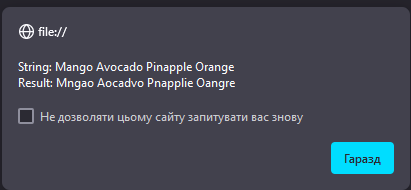 file://
String: Mango Avocado Pinapple Orange
Result: Mngao Aocadvo Pnapplie Oangre
Не дозволяти цьому сайту запитувати вас знову
Гаразд